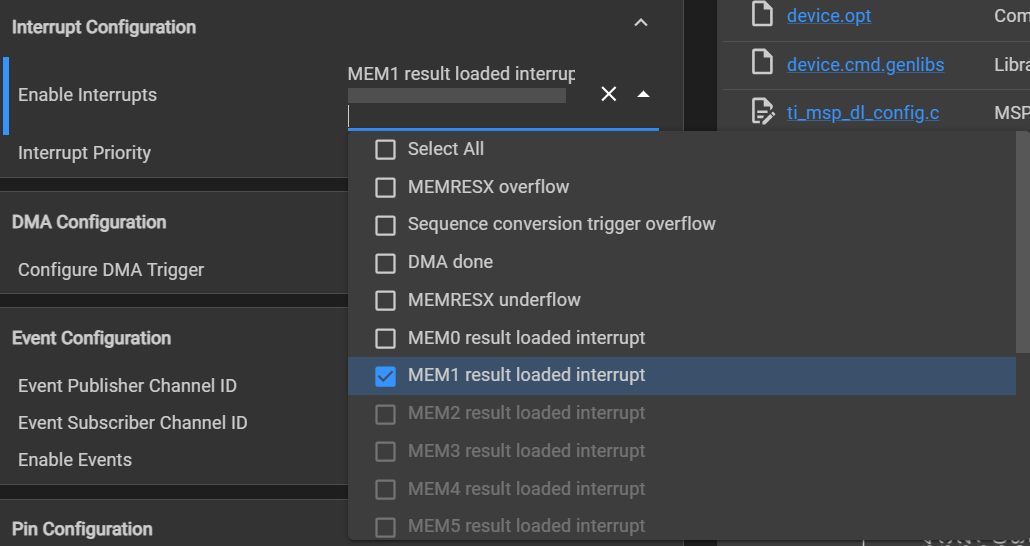 Interrupt Configuration
Enable Interrupts
MEM1 result loaded interrup
Interrupt Priority
DMA Configuration
Configure DMA Trigger
Event Configuration
Event Publisher Channel ID
Event Subscriber Channel ID
Enable Events
Pin Configuration
Select All
MEMRESX overflow
Sequence conversion trigger overflow
DMA done
MEMRESX underflow
MEM0 result loaded interrupt
MEM1 result loaded interrupt
MEM2 result loaded interrupt
MEM3 result loaded interrupt
MEM4 result loaded interrupt
MEM5 result loaded interrupt
device.opt Com
device.cmd.genlibs Libra
ti_msp_dl_config.c MSP